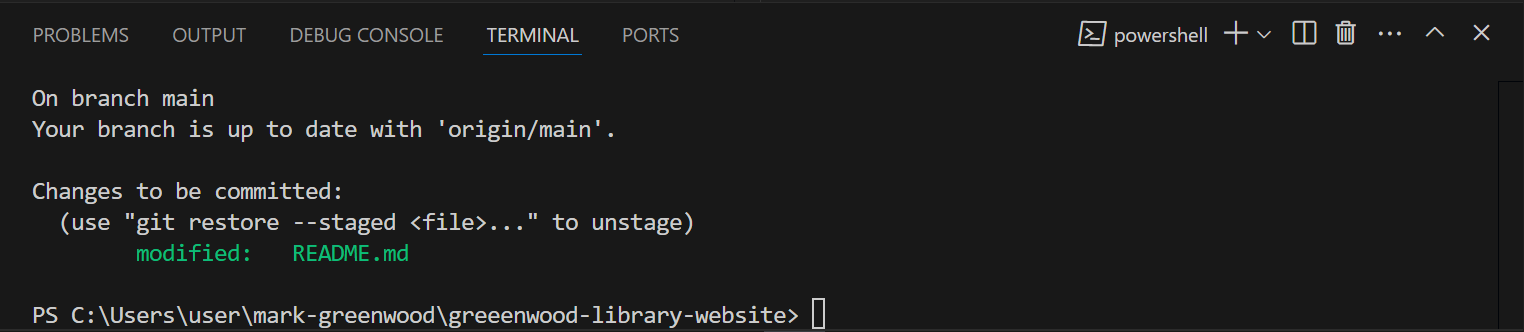 PROBLEMS OUTPUT DEBUG CONSOLE TERMINAL PORTS powershell
On branch main
Your branch is up to date with 'origin/main'.
Changes to be committed:
(use "git restore --staged <file>..." to unstage)
modified: README.md
PS C:\Users\user\mark-greenwood\greeenwood-library-website>